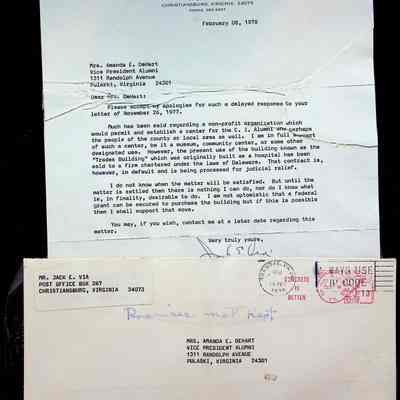 CHRISTIANSBURG, VIRGINIA 24073
February 08, 1978
Mrs. Amanda E. DeHart
Vice President Alumni
1311 Randolph Avenue
Pulaski, Virginia 24301
Dear Mrs. DeHart:
Please accept my apologies for such a delayed response to your
letter of November 26, 1977.
Much has been said regarding a non-profit organization which
would permit and establish a center for the C. I. Alumni who perhaps
the people of the county or local area as well. I am in full support
of such a center, be it a museum, community center, or some other
designated use. However, the present use of the building known as the
"Trades Building" which was originally built as a hospital has been
sold to a firm chartered under the laws of Delaware. That contract is,
however, in default and is being processed for judicial relief.
I do not know when the matter will be satisfied. But until the
matter is settled then there is nothing I can do, nor do I know what
is, in finality, desirable to do. I am not optomistic that a federal
grant can be secured to purchase the building but if this is possible
then I shall support that move.
You may, if you wish, contact me at a later date regarding this
matter.
Very truly yours,
MR. JACK E. VIA
POST OFFICE BOX 267
CHRISTIANSBURG, VIRGINIA 24073
ALWAYS USE
ZIP CODE
Promises not kept
MRS. AMANDA E. DEHART
VICE PRESIDENT ALUMNI
1311 RANDOLPH AVENUE
PULASKI, VIRGINIA 24301